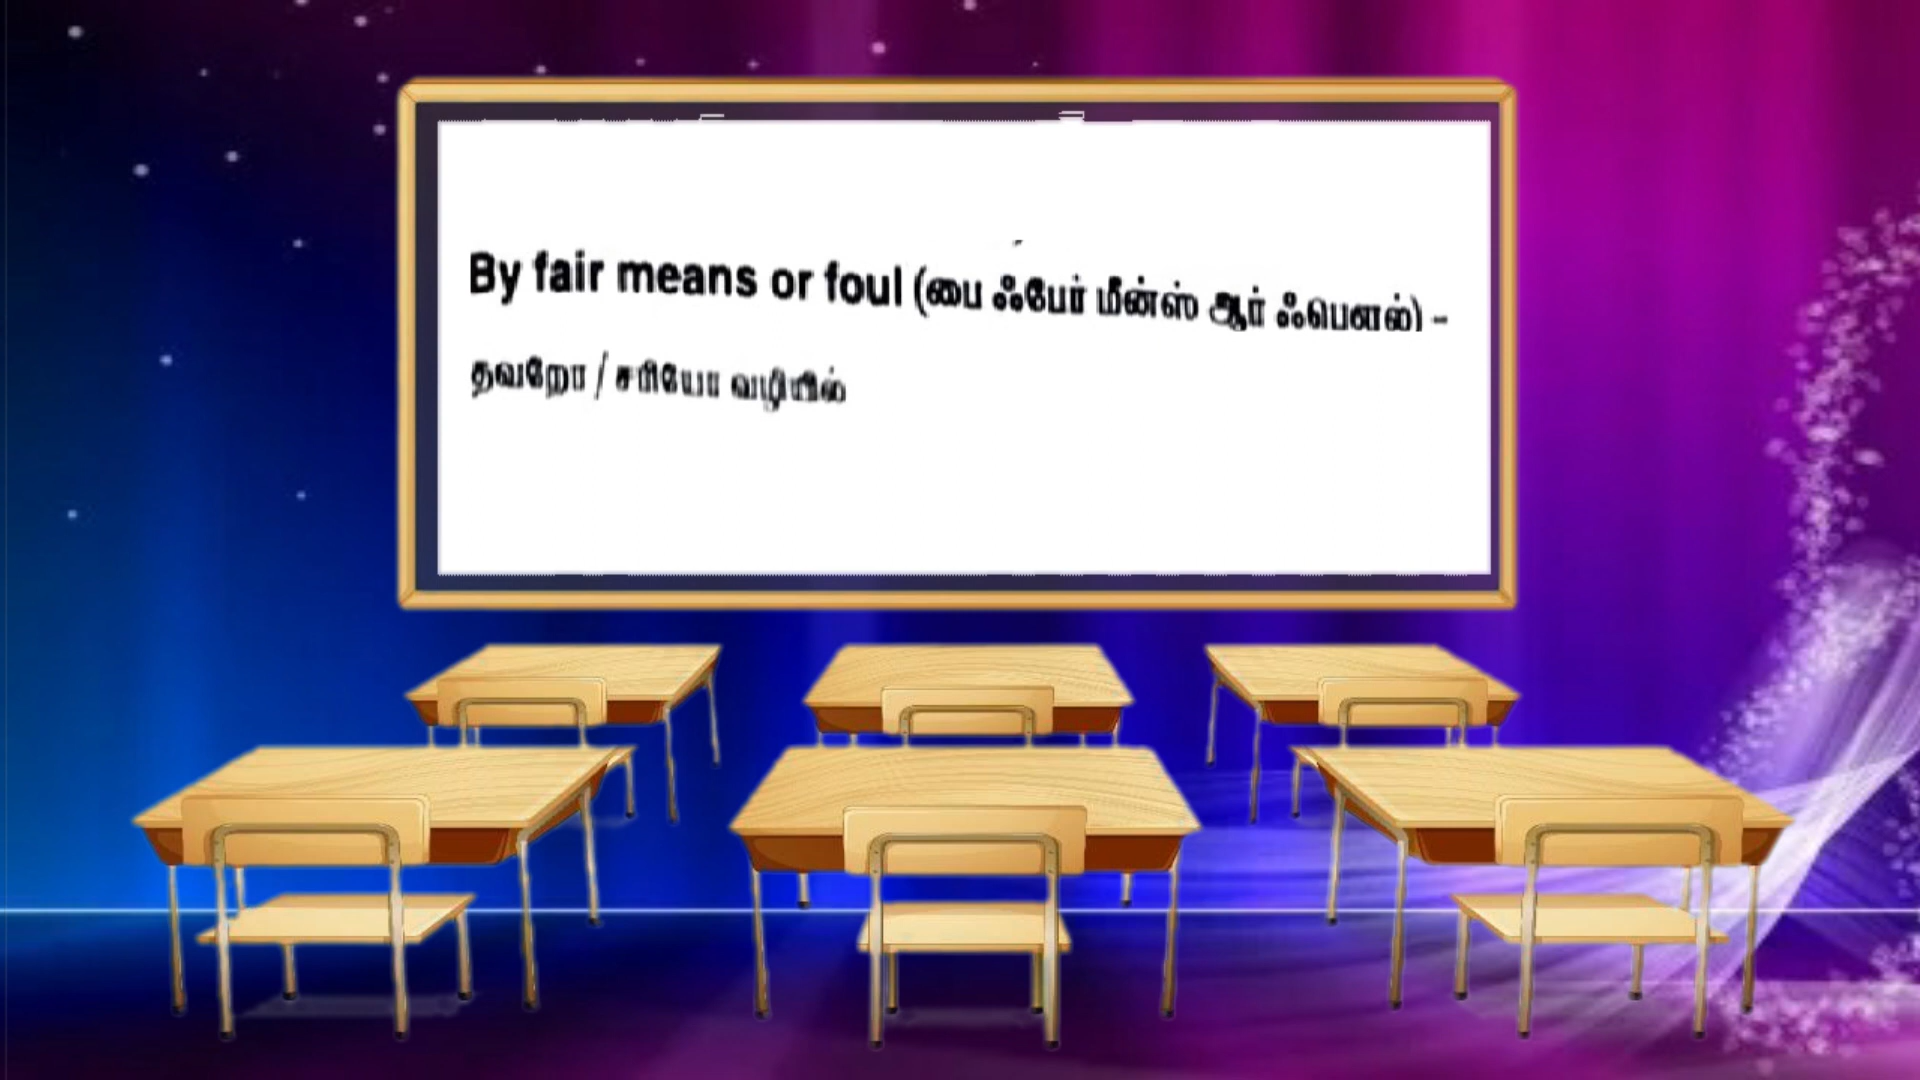 By fair means or foul (பை ஃபேர் மீன்ஸ் ஆர் ஃபௌல்) –
தவறோ / சரியோ வழியில்